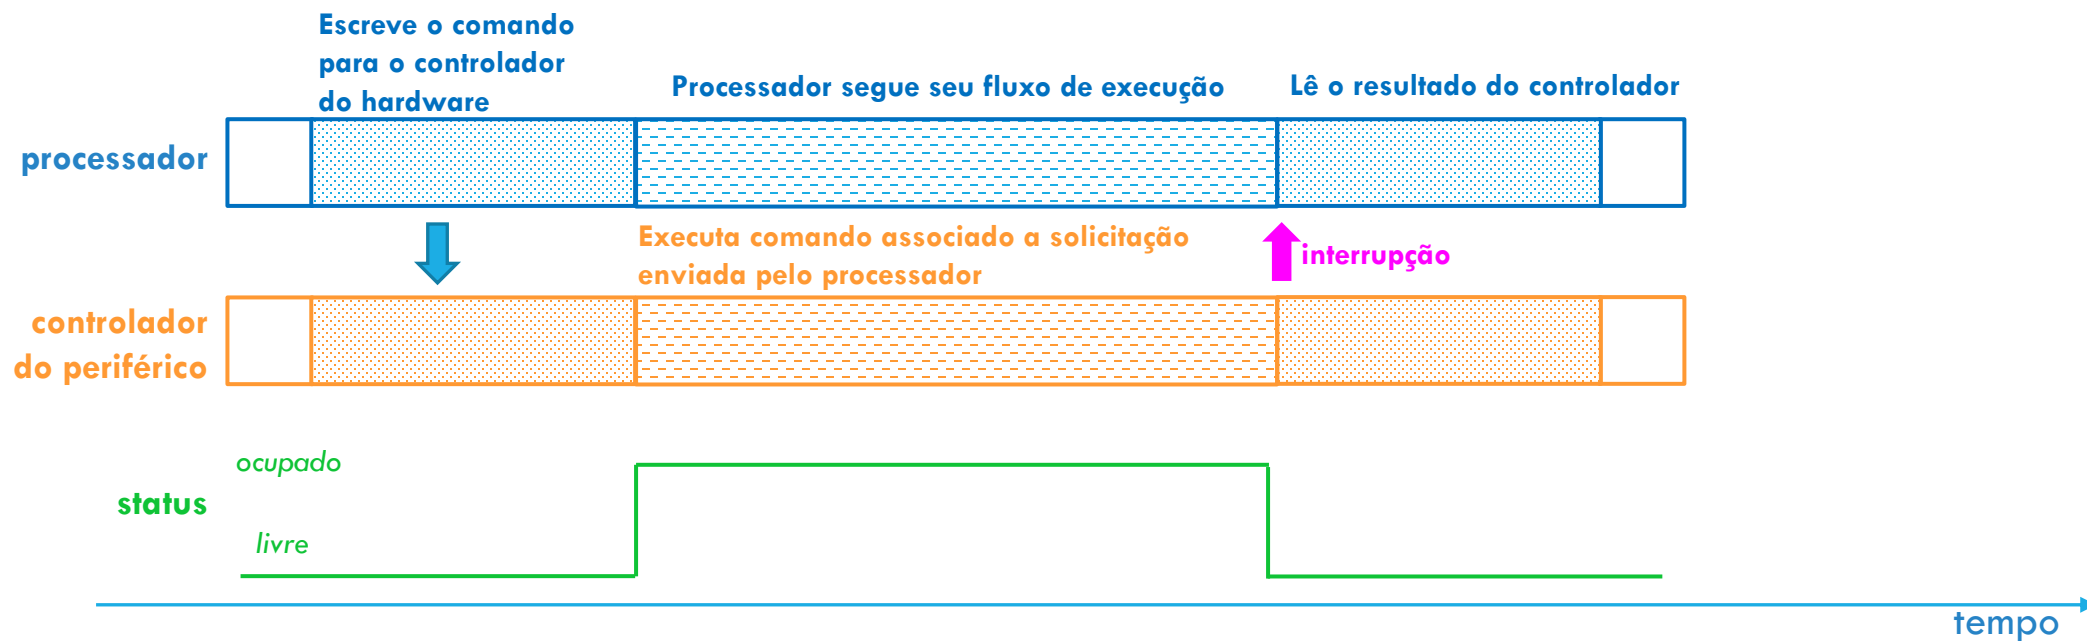 Escreve o comando
para o controlador
do hardware
Processador segue seu fluxo de execução
Lê o resultado do controlador
processador
Executa comando associado a solicitação
enviada pelo processador
interrupção
controlador
do periférico
ocupado
status
livre
tempo